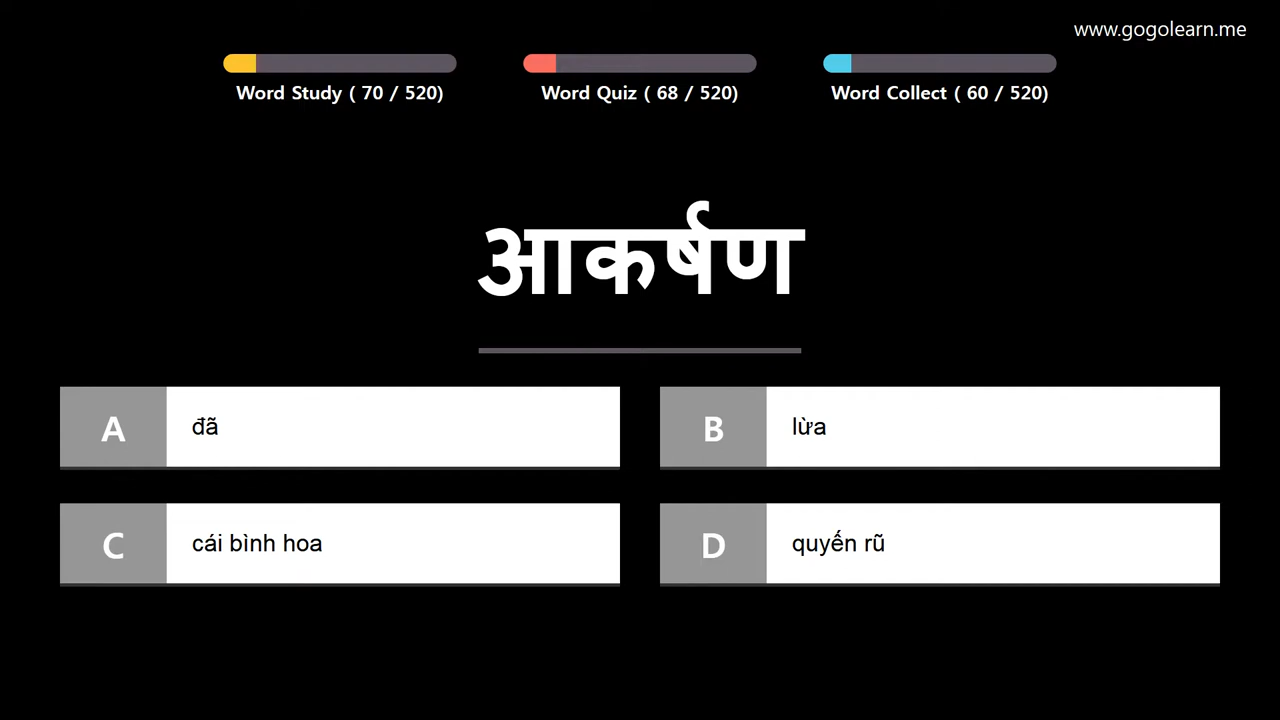 www.gogolearn.me
Word Study ( 70 / 520)
Word Quiz ( 68 / 520)
Word Collect ( 60 / 520)
आकर्षण
A
đã
B
lừa
C
cái bình hoa
D
quyến rũ